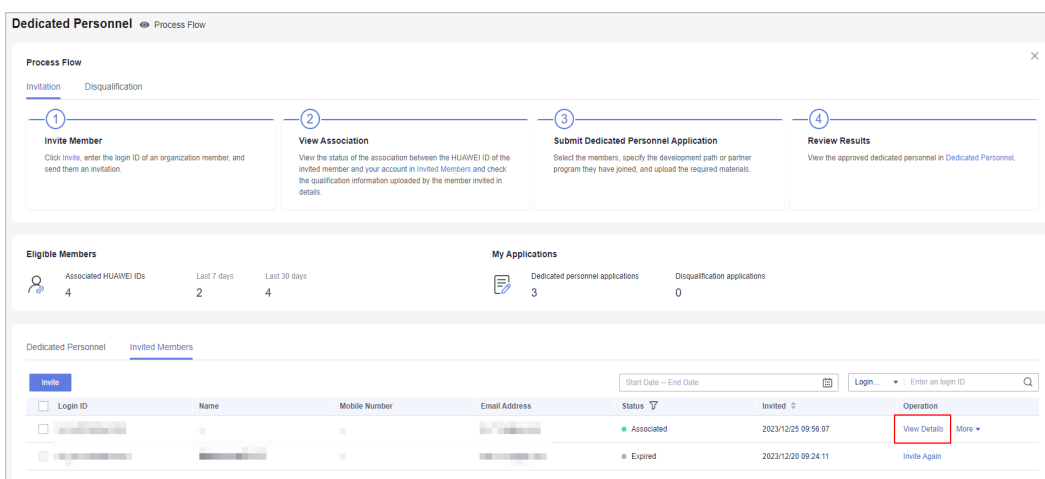 Dedicated Personnel Process Flow
Process Flow
Invitation Disqualification
1 2 3 4
Invite Member
Click Invite, enter the login ID of an organization member, and
send them an invitation.
View Association
View the status of the association between the HUAWEI ID of the
invited member and your account in Invited Members and check
the qualification information uploaded by the member invited in
details.
Submit Dedicated Personnel Application
Select the members, specify the development path or partner
program they have joined, and upload the required materials.
Review Results
View the approved dedicated personnel in Dedicated Personnel.
Eligible Members
Associated HUAWEI IDs Last 7 days Last 30 days
4 2 4
My Applications
Dedicated personnel applications Disqualification applications
3 0
Dedicated Personnel Invited Members
Invite Start Date – End Date Login... Enter an login ID
Login ID Name Mobile Number Email Address Status Invited Operation
Associated 2023/12/25 09:56:07 View Details More
Expired 2023/12/20 09:24:11 Invite Again